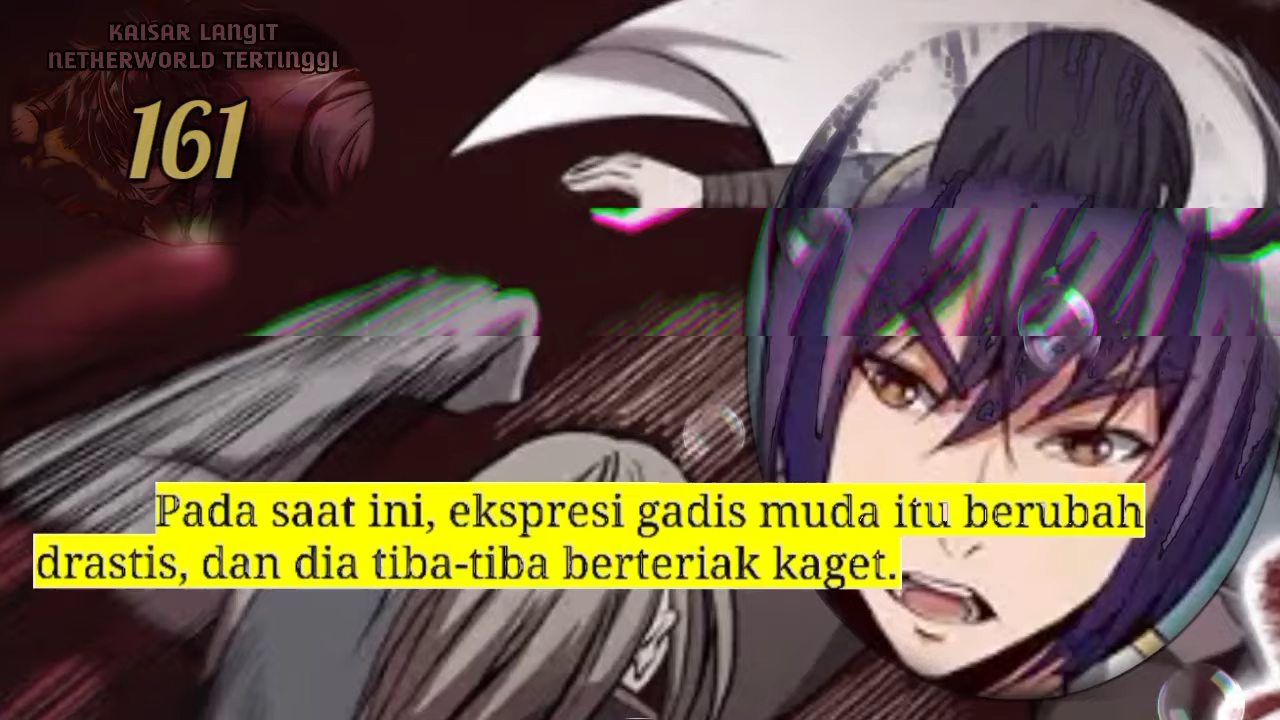 KAISAR LANGIT
NETHERWORLD TERTINGGI
161
Pada saat ini, ekspresi gadis muda itu berubah
drastis, dan dia tiba-tiba berteriak kaget.